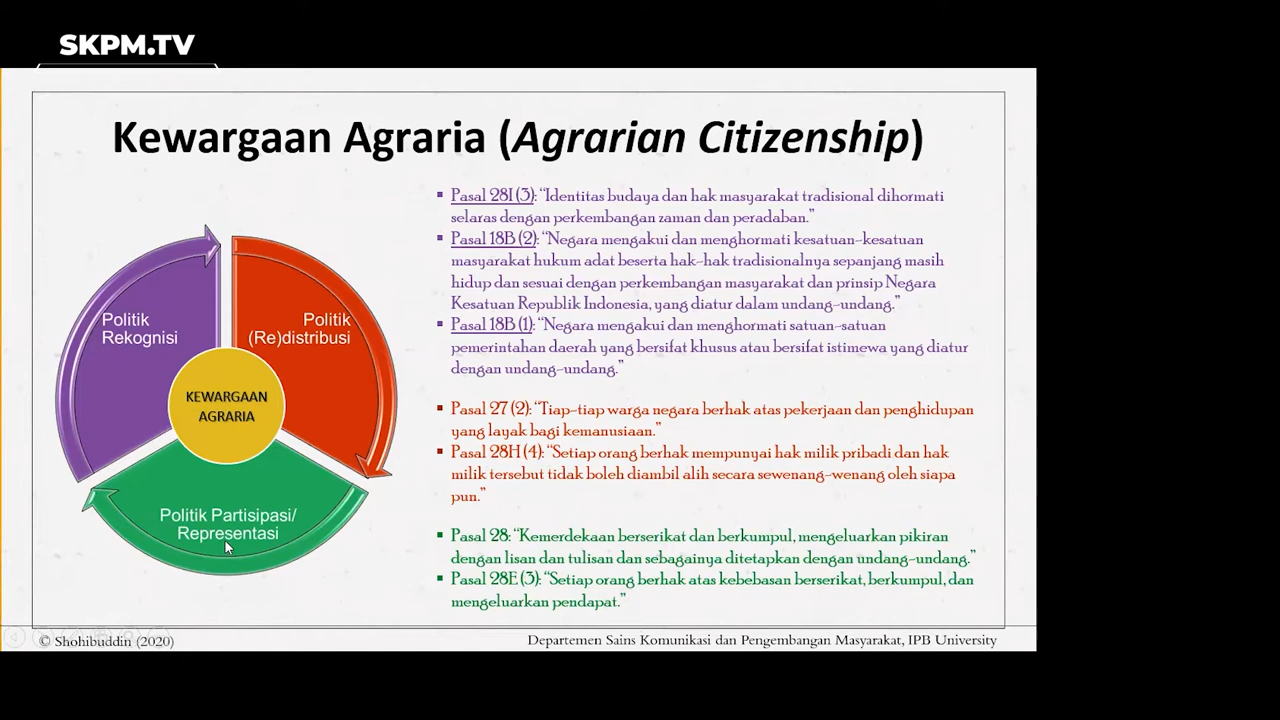 SKPM.TV
Kewargaan Agraria (Agrarian Citizenship)
Politik
Rekognisi
Politik
(Re)distribusi
KEWARGAAN
AGRARIA
Politik Partisipasi/
Representasi
Pasal 28I (3): “Identitas budaya dan hak masyarakat tradisional dihormati
selaras dengan perkembangan zaman dan peradaban.”
Pasal 18B (2): “Negara mengakui dan menghormati kesatuan-kesatuan
masyarakat hukum adat beserta hak-hak tradisionalnya sepanjang masih
hidup dan sesuai dengan perkembangan masyarakat dan prinsip Negara
Kesatuan Republik Indonesia, yang diatur dalam undang-undang.”
Pasal 18B (1): “Negara mengakui dan menghormati satuan-satuan
pemerintahan daerah yang bersifat khusus atau bersifat istimewa yang diatur
dengan undang-undang.”
Pasal 27 (2): “Tiap-tiap warga negara berhak atas pekerjaan dan penghidupan
yang layak bagi kemanusiaan.”
Pasal 28H (4): “Setiap orang berhak mempunyai hak milik pribadi dan hak
milik tersebut tidak boleh diambil alih secara sewenang-wenang oleh siapa
pun.”
Pasal 28: “Kemerdekaan berserikat dan berkumpul, mengeluarkan pikiran
dengan lisan dan tulisan dan sebagainya ditetapkan dengan undang-undang.”
Pasal 28E (3): “Setiap orang berhak atas kebebasan berserikat, berkumpul, dan
mengeluarkan pendapat.”
© Shohibuddin (2020)
Departemen Sains Komunikasi dan Pengembangan Masyarakat, IPB University